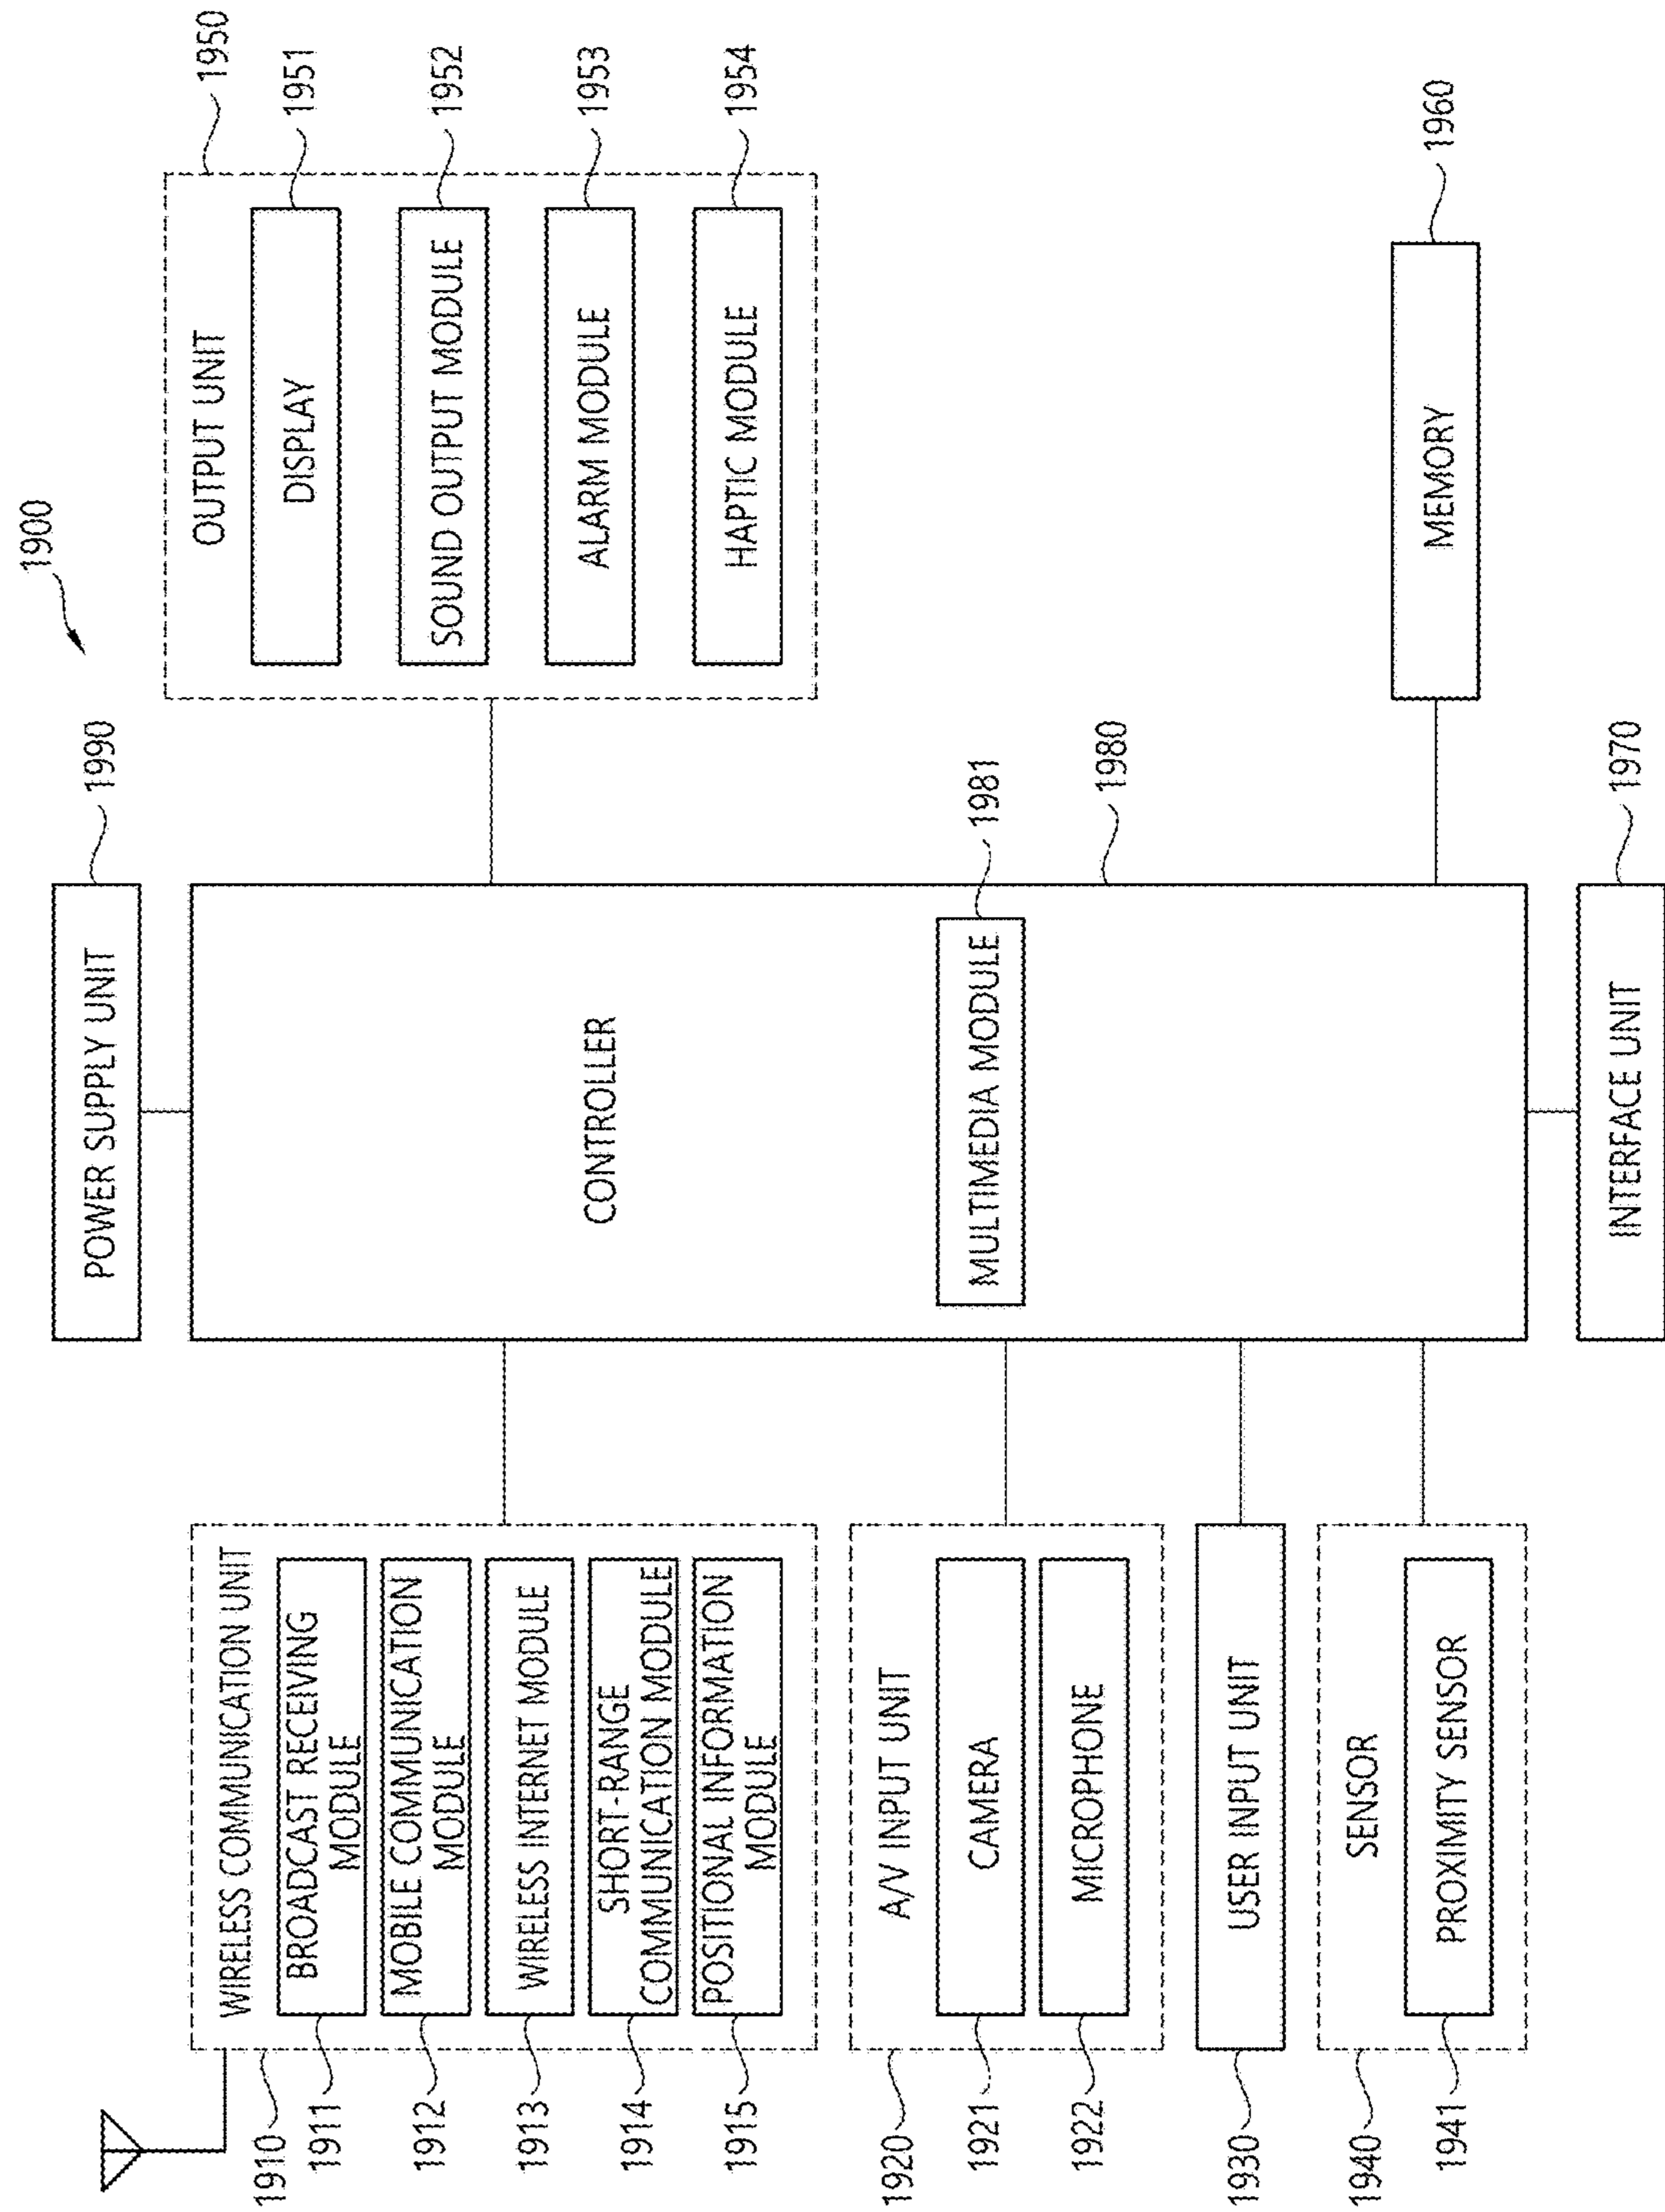 1900
WIRELESS COMMUNICATION UNIT
1910
BROADCAST RECEIVING
MODULE
1911
MOBILE COMMUNICATION
MODULE
1912
WIRELESS INTERNET MODULE
1913
SHORT-RANGE
COMMUNICATION MODULE
1914
POSITIONAL INFORMATION
MODULE
1915
A/V INPUT UNIT
1920
CAMERA
1921
MICROPHONE
1922
USER INPUT UNIT
1930
SENSOR
1940
PROXIMITY SENSOR
1941
POWER SUPPLY UNIT
1990
CONTROLLER
1980
MULTIMEDIA MODULE
1981
INTERFACE UNIT
1970
OUTPUT UNIT
1950
DISPLAY
1951
SOUND OUTPUT MODULE
1952
ALARM MODULE
1953
HAPTIC MODULE
1954
MEMORY
1960